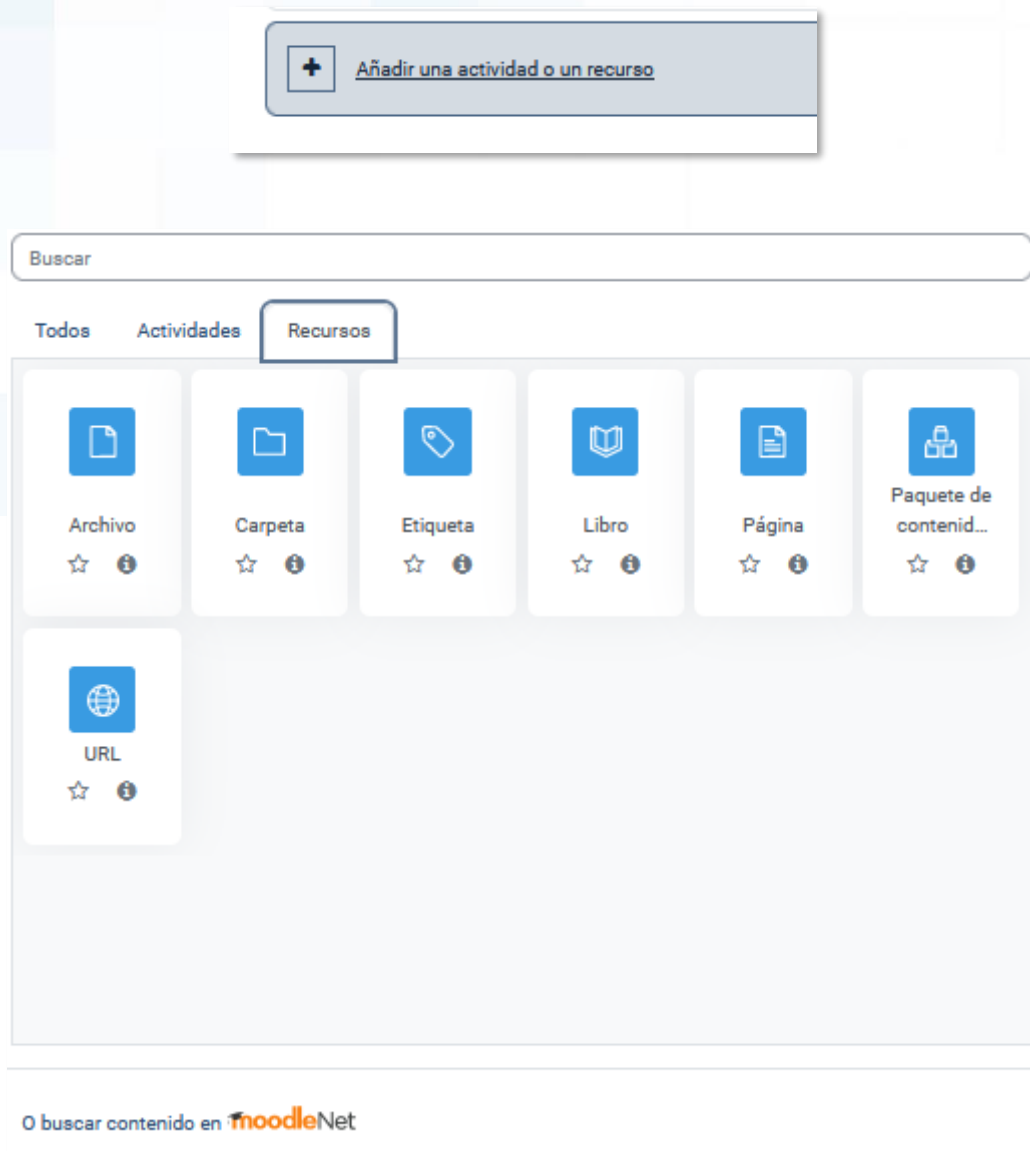 Añadir una actividad o un recurso
Buscar
Todos Actividades Recursos
Archivo Carpeta Etiqueta Libro Página Paquete de contenid...
URL
O buscar contenido en moodleNet